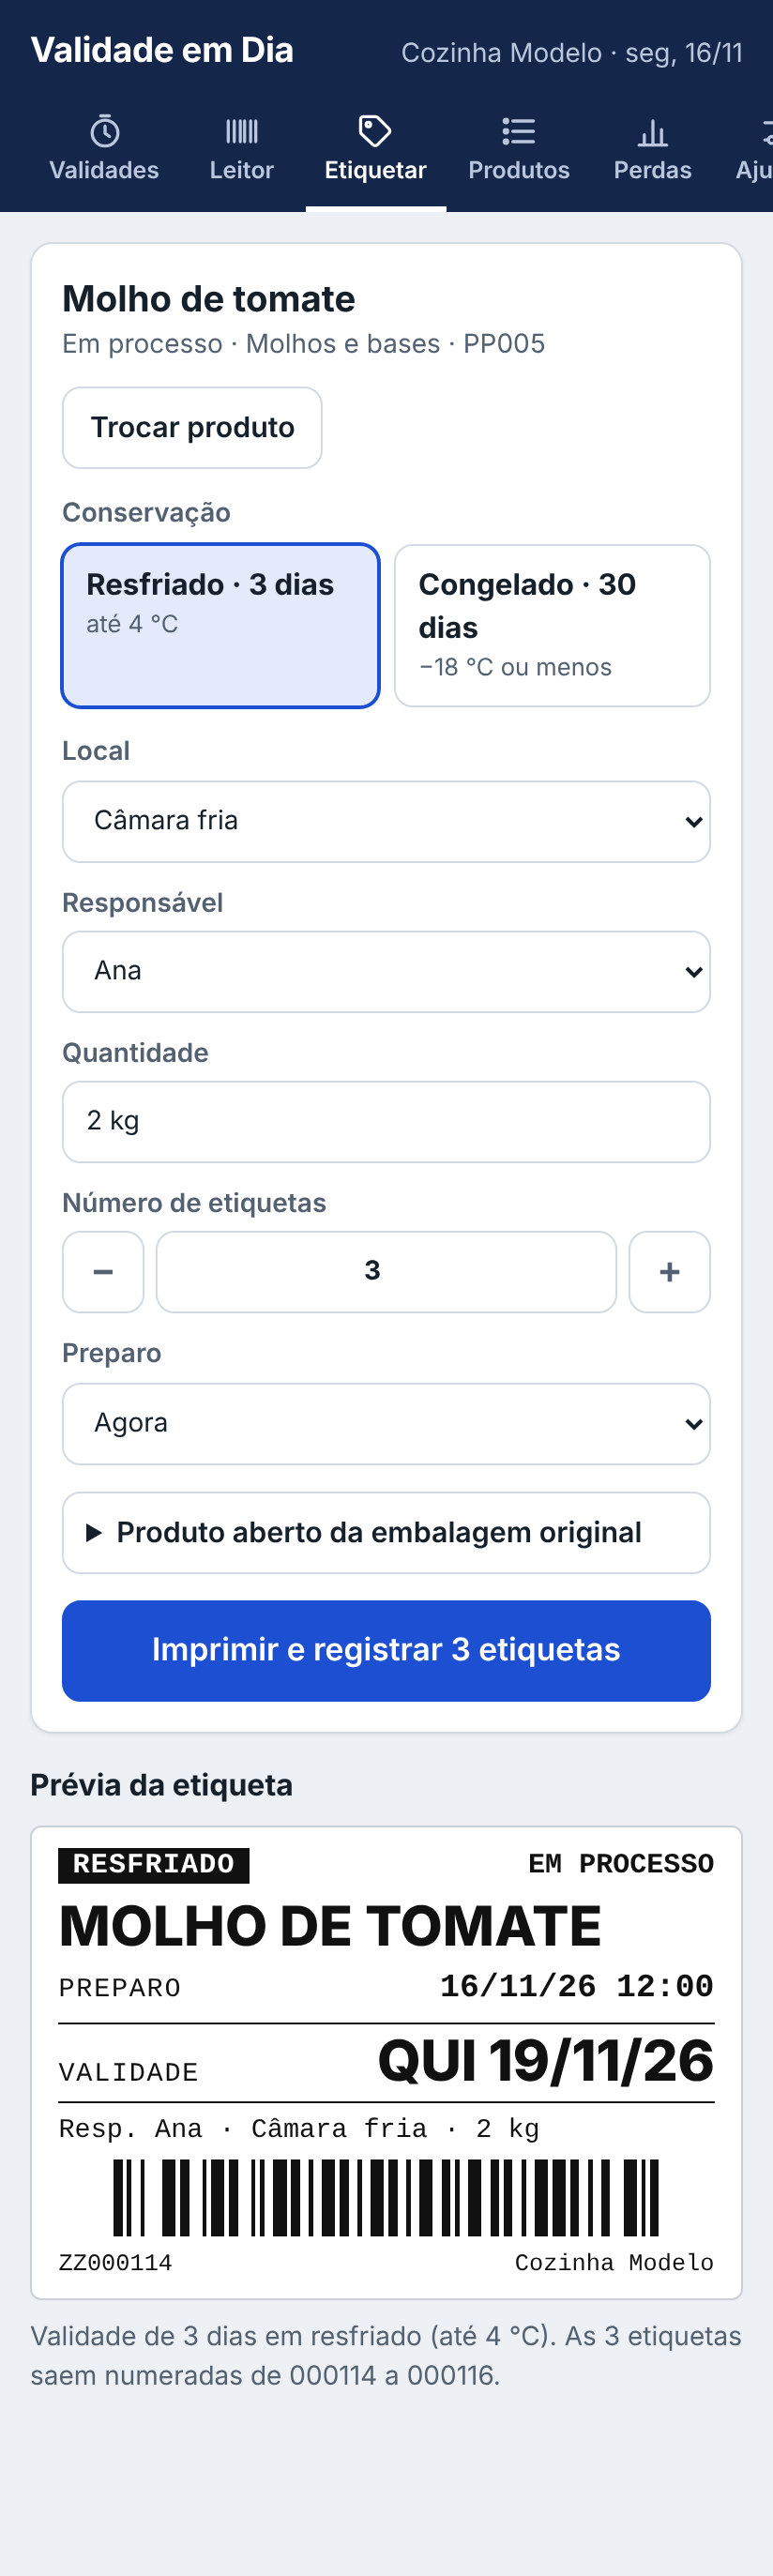 Validade em Dia
Cozinha Modelo · seg, 16/11
Validades
Leitor
Etiquetar
Produtos
Perdas
Aju
Molho de tomate
Em processo · Molhos e bases · PP005
Trocar produto
Conservação
Resfriado · 3 dias
até 4 °C
Congelado · 30
dias
−18 °C ou menos
Local
Câmara fria
Responsável
Ana
Quantidade
2 kg
Número de etiquetas
−
3
+
Preparo
Agora
Produto aberto da embalagem original
Imprimir e registrar 3 etiquetas
Prévia da etiqueta
RESFRIADO
EM PROCESSO
MOLHO DE TOMATE
PREPARO
16/11/26 12:00
VALIDADE
QUI 19/11/26
Resp. Ana · Câmara fria · 2 kg
ZZ000114
Cozinha Modelo
Validade de 3 dias em resfriado (até 4 °C). As 3 etiquetas
saem numeradas de 000114 a 000116.